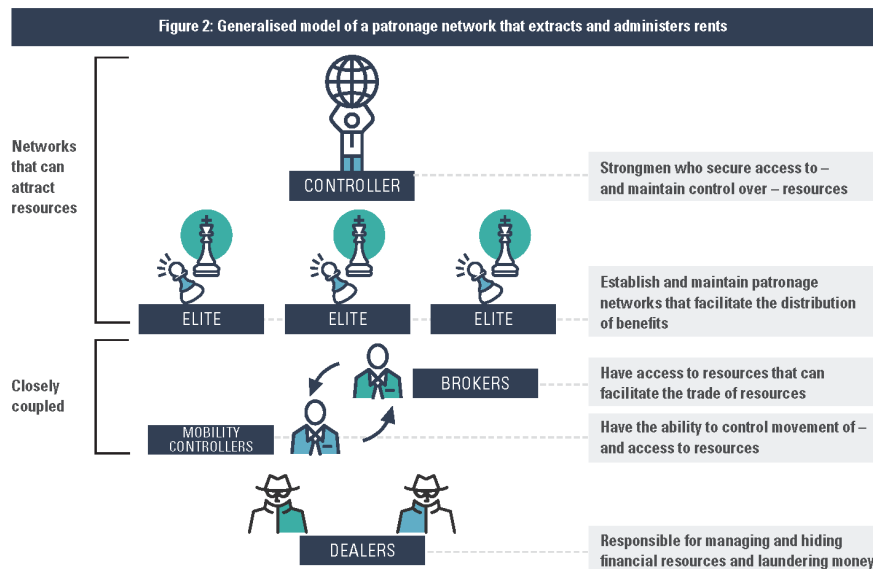 Figure 2: Generalised model of a patronage network that extracts and administers rents
Networks
that can
attract
resources
CONTROLLER
Strongmen who secure access to –
and maintain control over – resources
ELITE
ELITE
ELITE
Establish and maintain patronage
networks that facilitate the distribution
of benefits
Closely
coupled
BROKERS
Have access to resources that can
facilitate the trade of resources
MOBILITY
CONTROLLERS
Have the ability to control movement of –
and access to resources
DEALERS
Responsible for managing and hiding
financial resources and laundering money